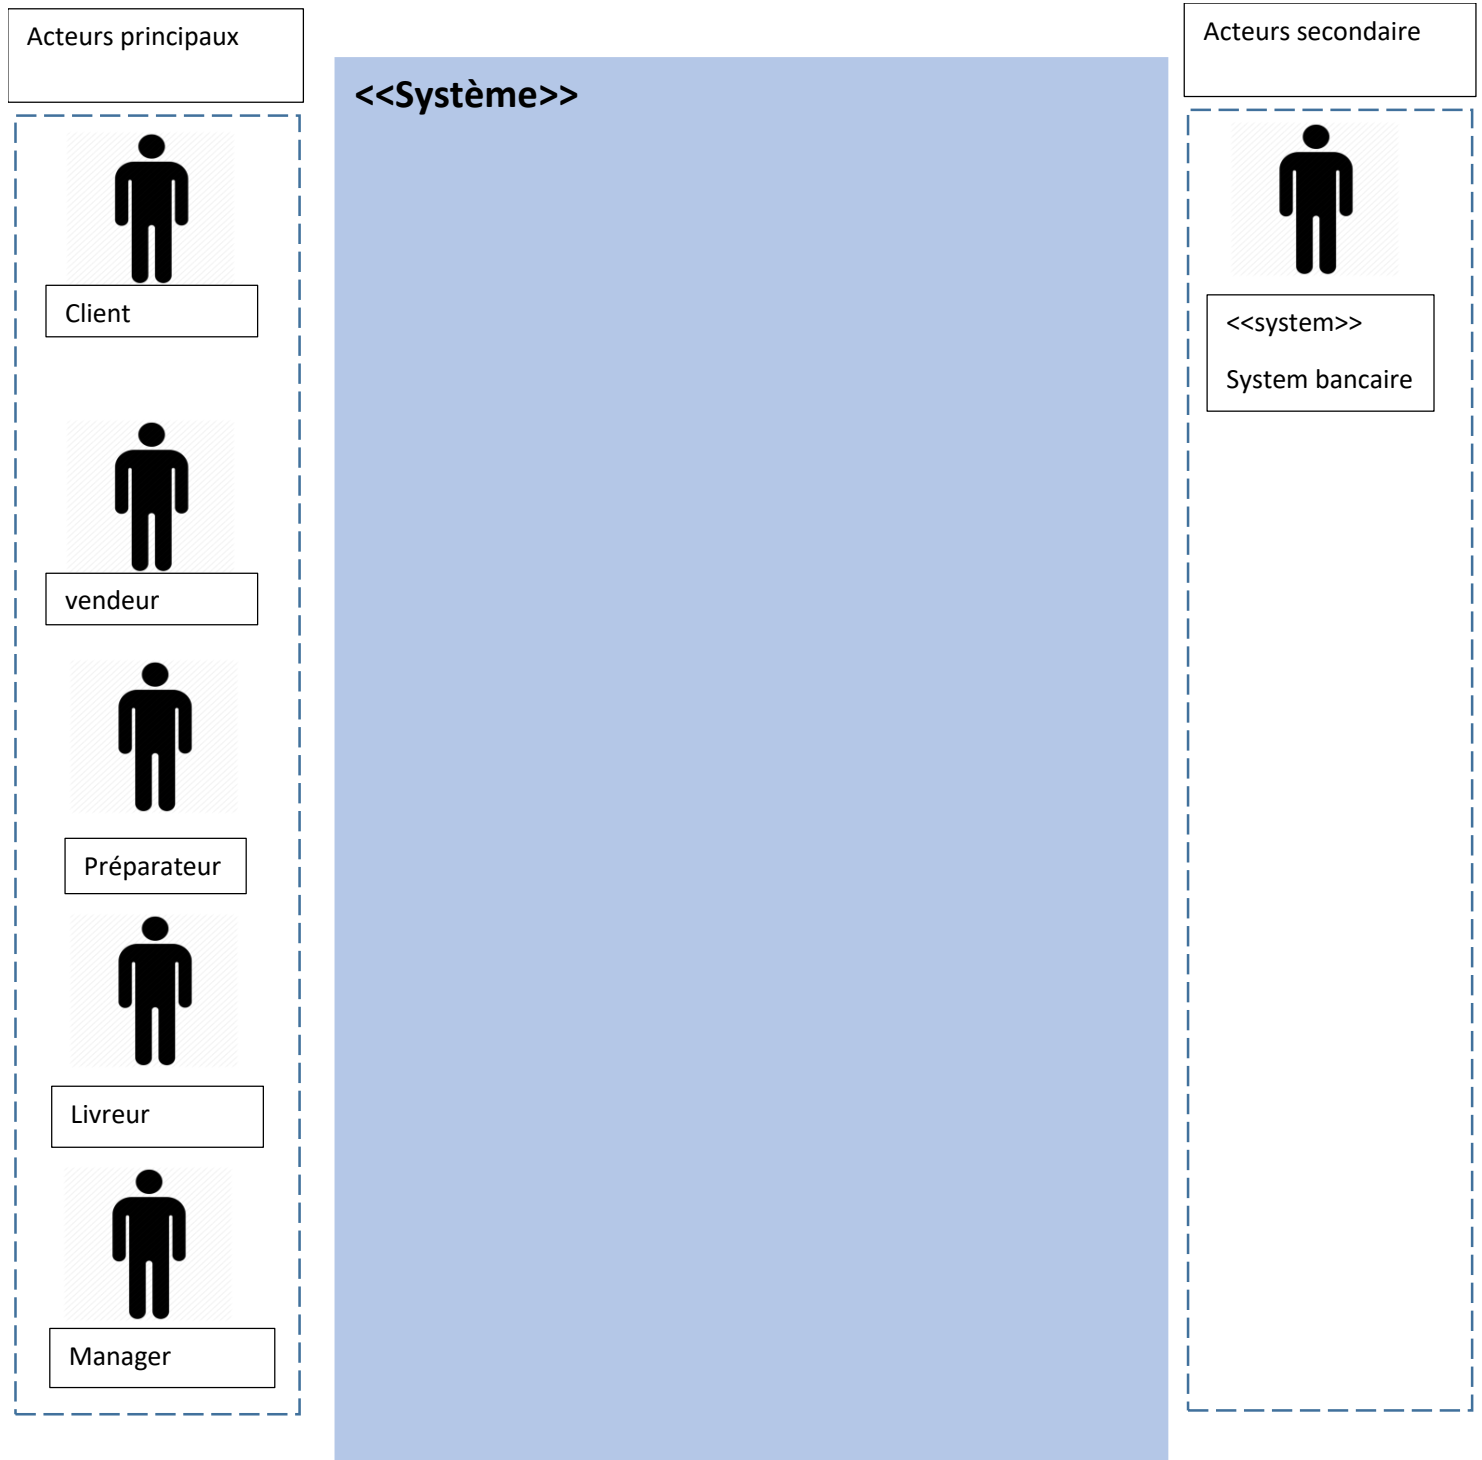 Acteurs principaux
<<Système>>
Acteurs secondaire
Client
vendeur
Préparateur
Livreur
Manager
<<system>>
System bancaire